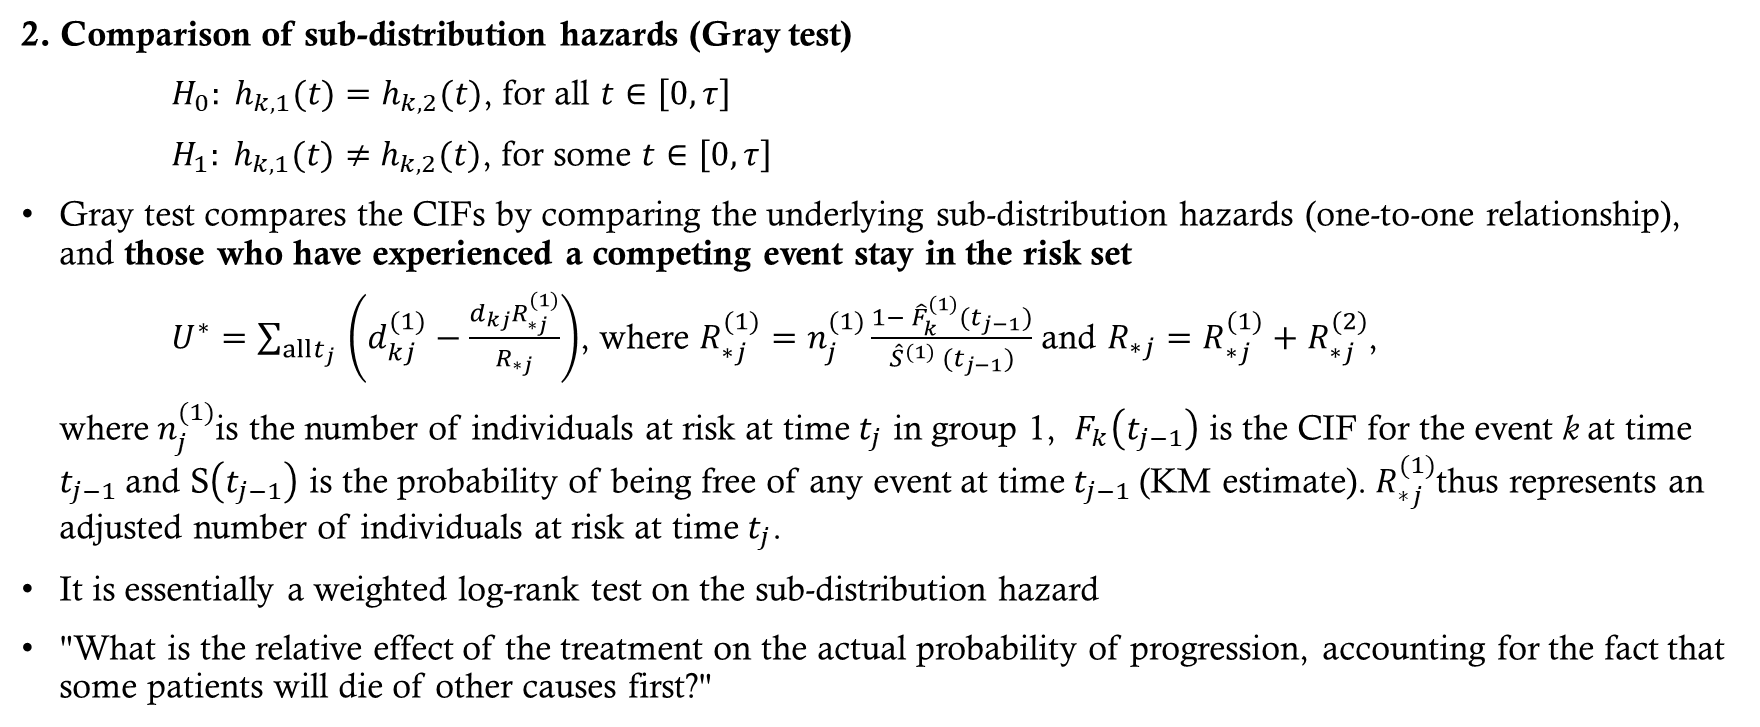 2. Comparison of sub-distribution hazards (Gray test)
H₀: hₖ,₁(t) = hₖ,₂(t), for all t ∈ [0, τ]
H₁: hₖ,₁(t) ≠ hₖ,₂(t), for some t ∈ [0, τ]
• Gray test compares the CIFs by comparing the underlying sub-distribution hazards (one-to-one relationship),
and those who have experienced a competing event stay in the risk set
U* = ∑_{all t_j} ( d_{kj}^{(1)} − \frac{d_{kj} R_{*j}^{(1)}}{R_{*j}} ), where R_{*j}^{(1)} = n_j^{(1)} \frac{1− F̂_k^{(1)}(t_{j−1})}{Ŝ^{(1)} (t_{j−1})} and R_{*j} = R_{*j}^{(1)} + R_{*j}^{(2)},
where n_j^{(1)} is the number of individuals at risk at time t_j in group 1, F_k(t_{j−1}) is the CIF for the event k at time
t_{j−1} and S(t_{j−1}) is the probability of being free of any event at time t_{j−1} (KM estimate). R_{*j}^{(1)} thus represents an
adjusted number of individuals at risk at time t_j.
• It is essentially a weighted log-rank test on the sub-distribution hazard
• "What is the relative effect of the treatment on the actual probability of progression, accounting for the fact that
some patients will die of other causes first?"